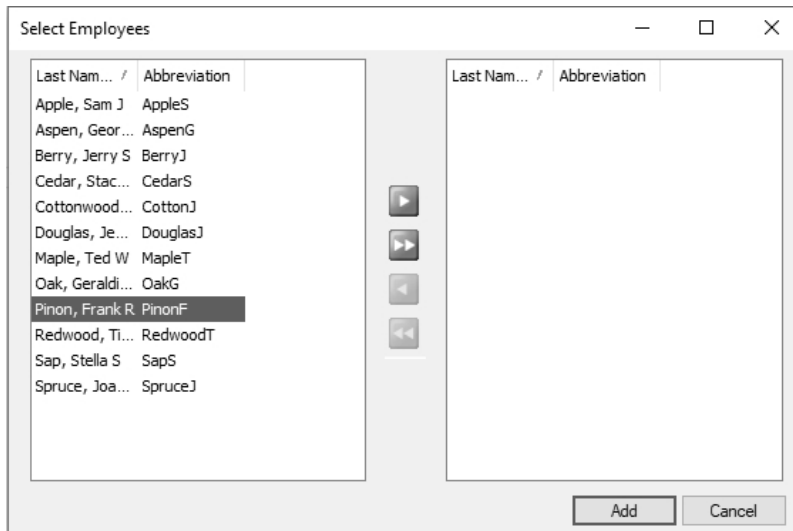 Select Employees
Last Nam... / Abbreviation
Apple, Sam J AppleS
Aspen, Geor... AspenG
Berry, Jerry S BerryJ
Cedar, Stac... CedarS
Cottonwood... CottonJ
Douglas, Je... DouglasJ
Maple, Ted W MapleT
Oak, Geraldi... OakG
Pinon, Frank R PinonF
Redwood, Ti... RedwoodT
Sap, Stella S SapS
Spruce, Joa... SpruceJ
Last Nam... / Abbreviation
Add Cancel